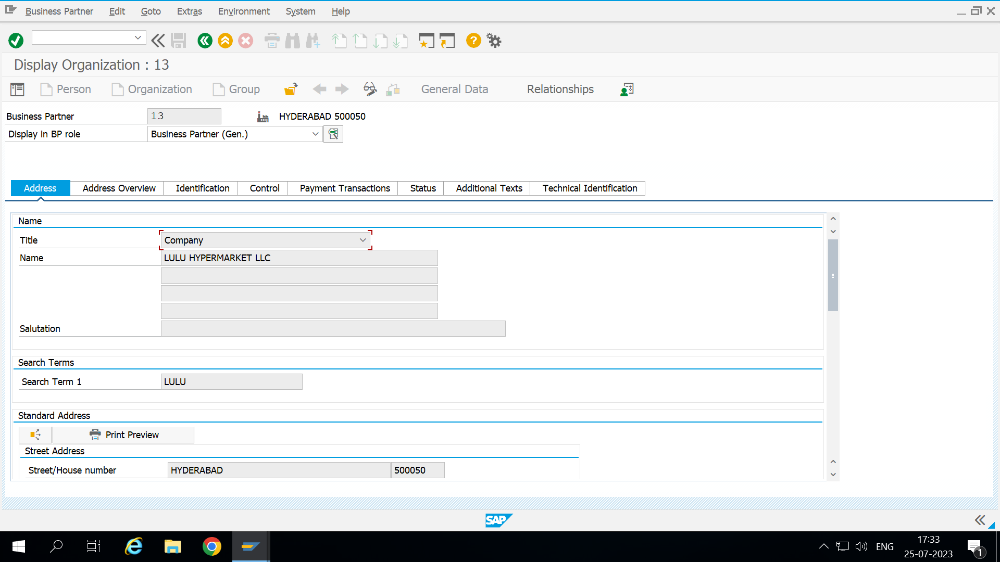 Business Partner Edit Goto Extras Environment System Help
Display Organization : 13
Person Organization Group General Data Relationships
Business Partner 13 HYDERABAD 500050
Display in BP role Business Partner (Gen.)
Address Address Overview Identification Control Payment Transactions Status Additional Texts Technical Identification
Name
Title Company
Name LULU HYPERMARKET LLC
Salutation
Search Terms
Search Term 1 LULU
Standard Address
Print Preview
Street Address
Street/House number HYDERABAD 500050
SAP
ENG 17:33
25-07-2023 1